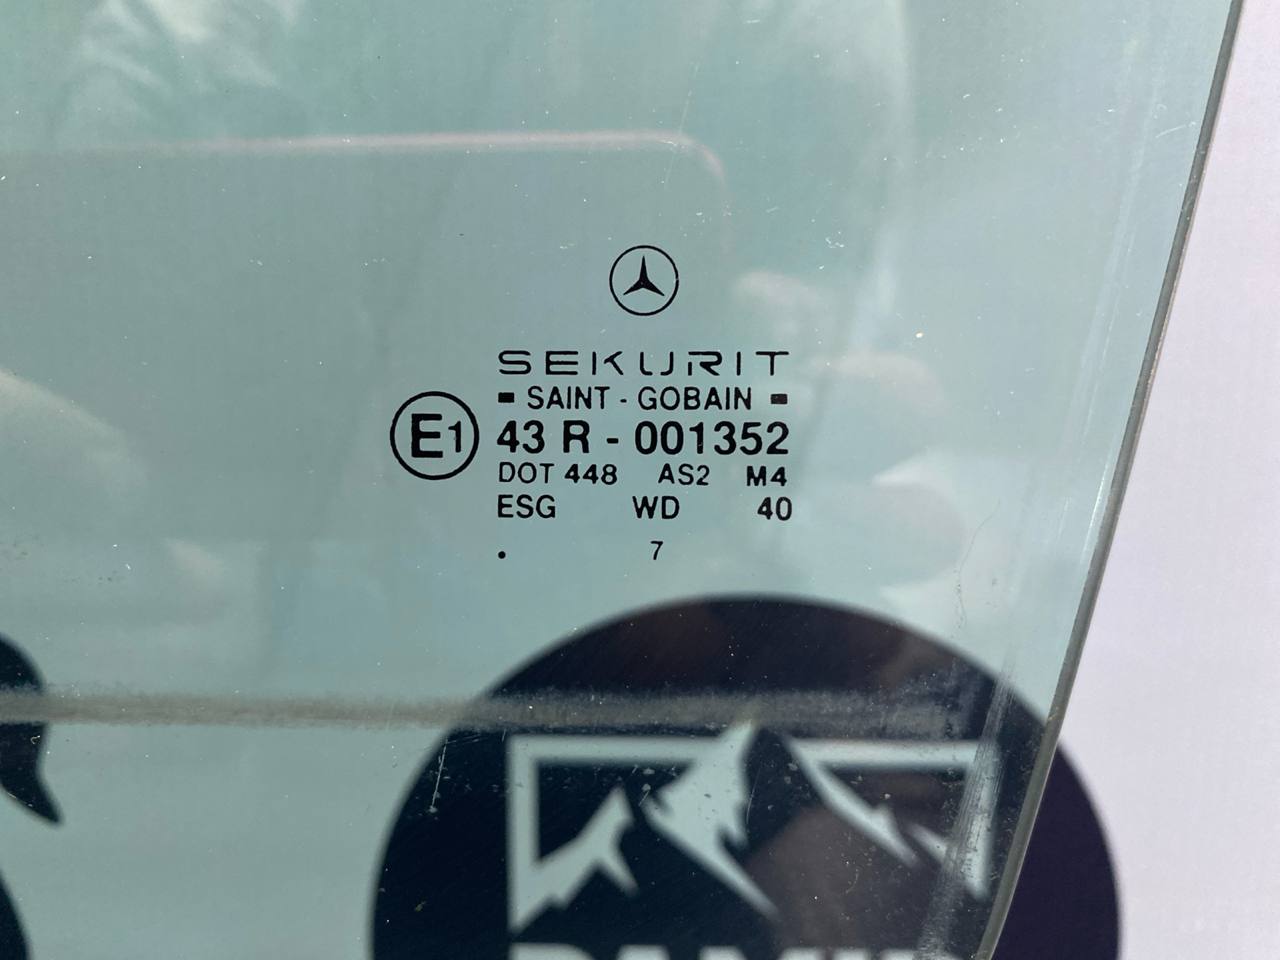 SEKURIT
SAINT - GOBAIN
E1 43 R - 001352
DOT 448 AS2 M4
ESG WD 40
. 7